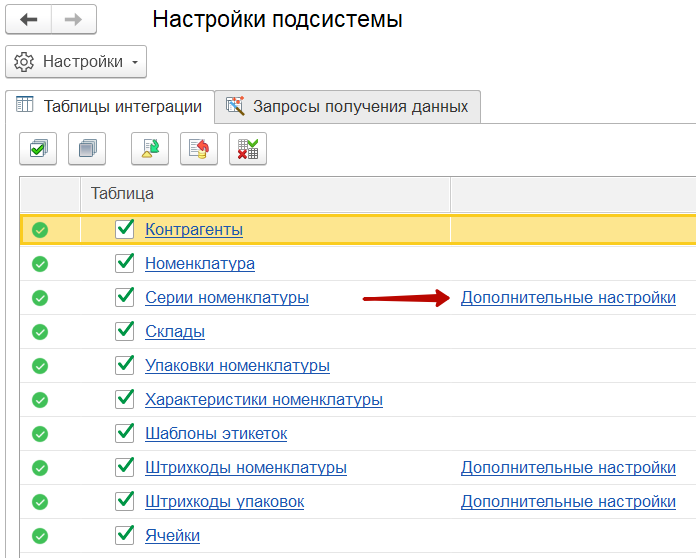 Настройки подсистемы
Настройки
Таблицы интеграции Запросы получения данных
Таблица
Контрагенты
Номенклатура
Серии номенклатуры Дополнительные настройки
Склады
Упаковки номенклатуры
Характеристики номенклатуры
Шаблоны этикеток
Штрихкоды номенклатуры Дополнительные настройки
Штрихкоды упаковок Дополнительные настройки
Ячейки